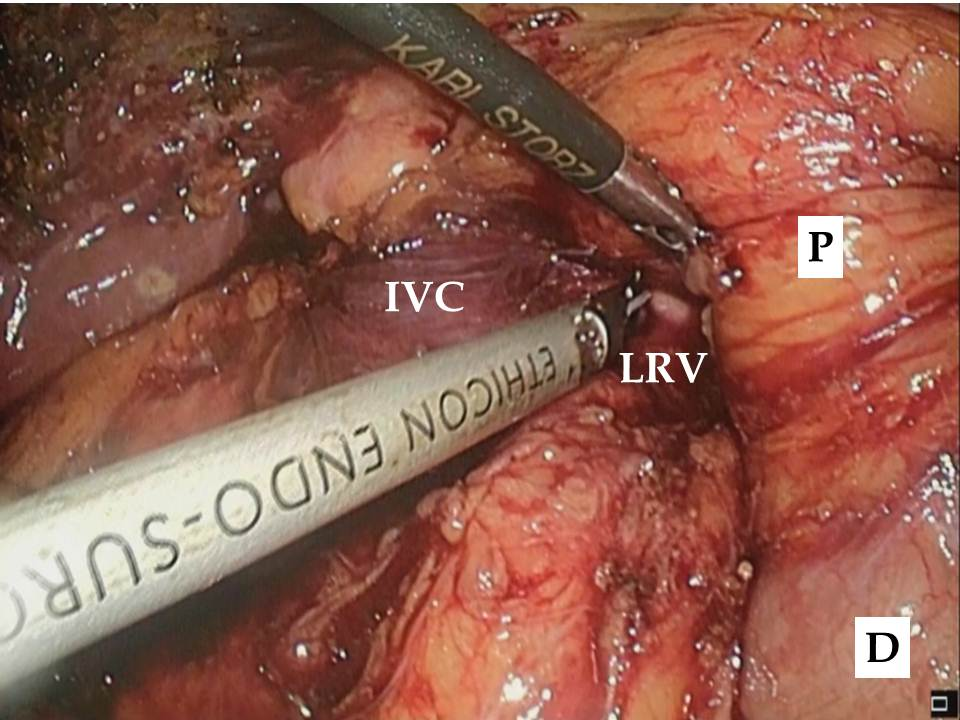 KARL STORZ
P
IVC
LRV
ETHICON ENDO-SURG
D